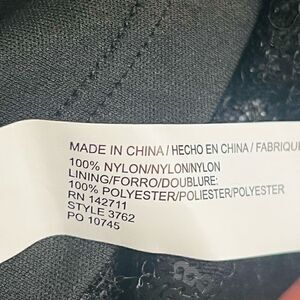 MADE IN CHINA / HECHO EN CHINA / FABRIQU
100% NYLON/NYLON/NYLON
LINING/FORRO/DOUBLURE:
100% POLYESTER/POLIESTER/POLYESTER
RN 142711
STYLE 3762
PO 10745